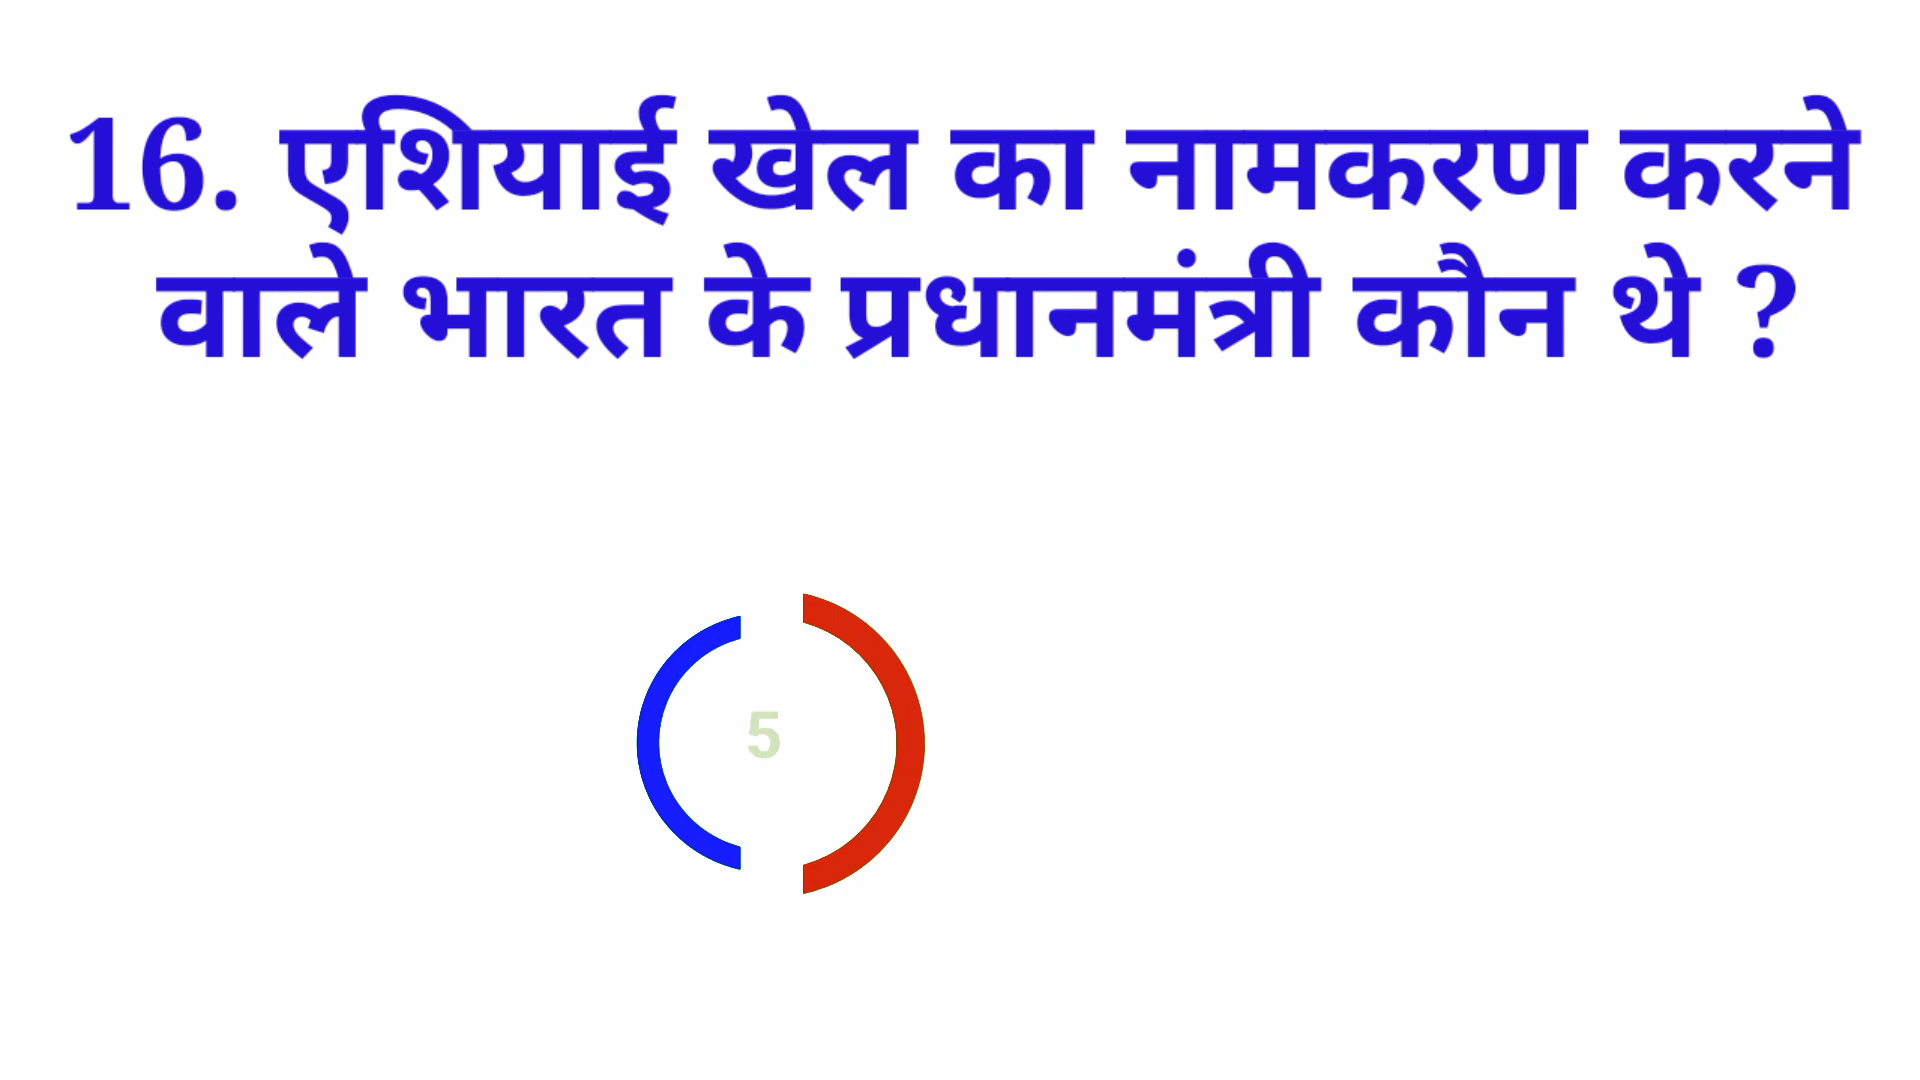 16. एशियाई खेल का नामकरण करने
वाले भारत के प्रधानमंत्री कौन थे ?
5